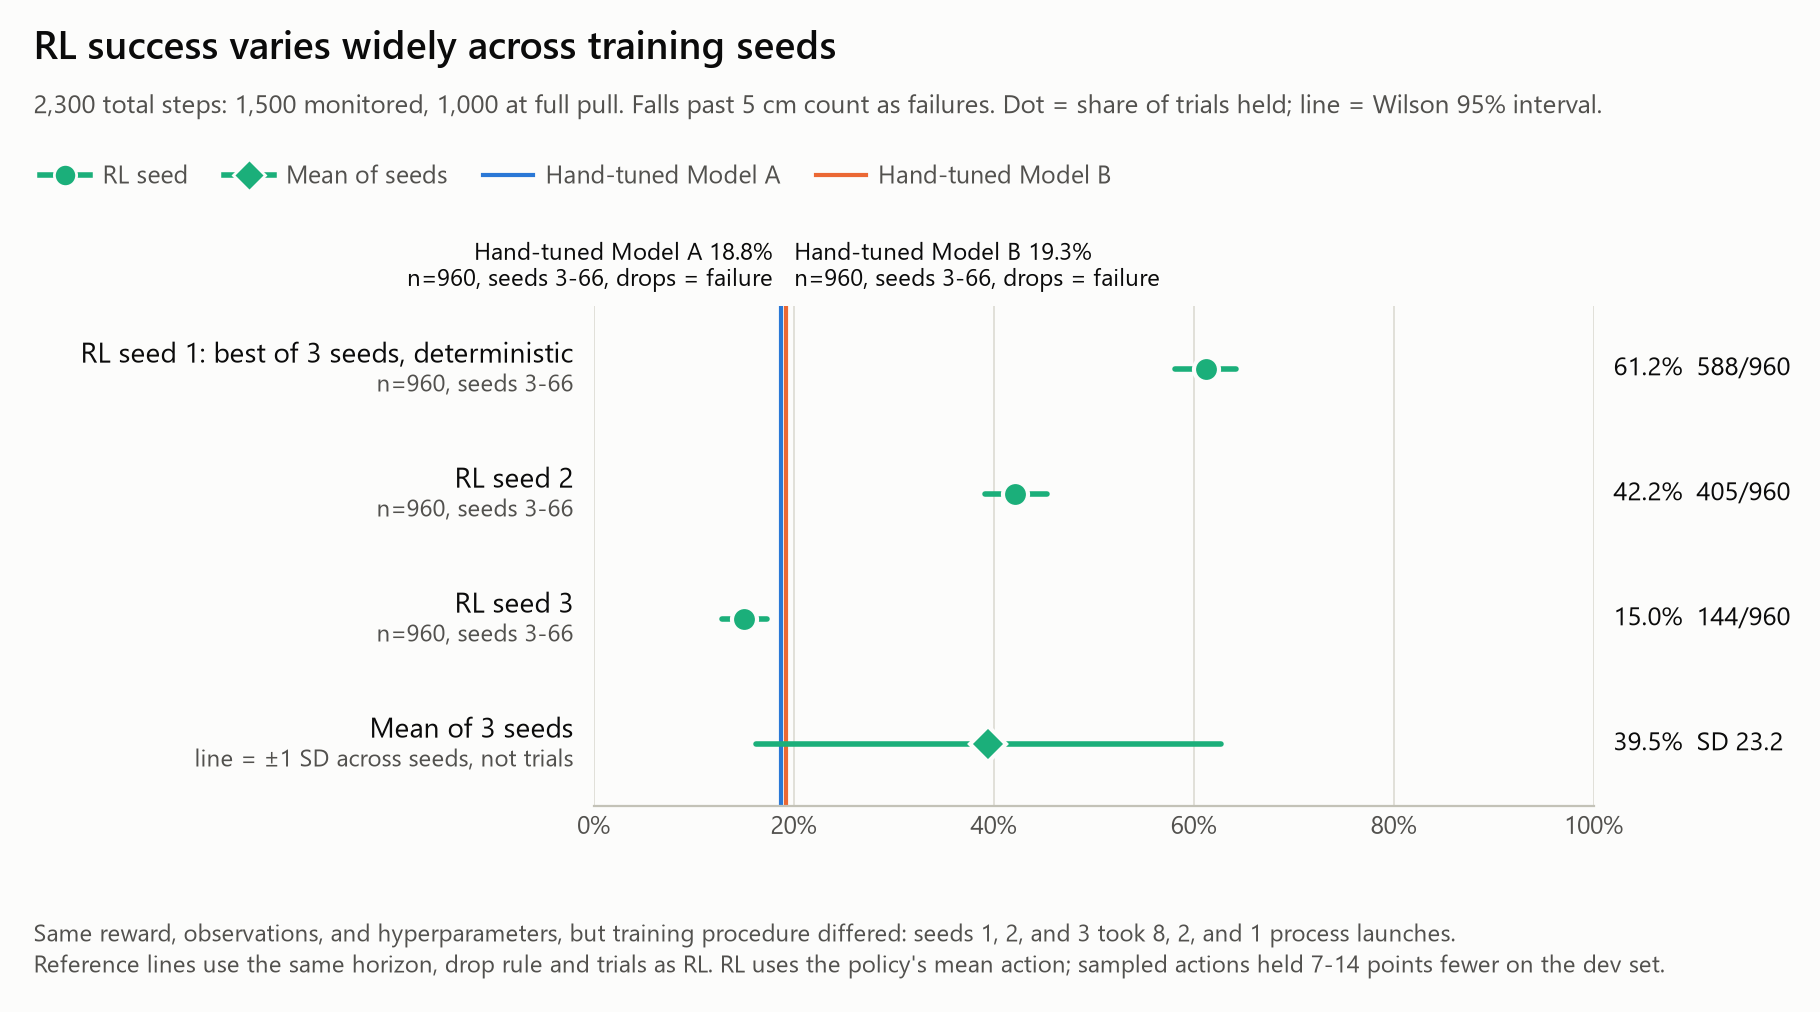 RL success varies widely across training seeds
2,300 total steps: 1,500 monitored, 1,000 at full pull. Falls past 5 cm count as failures. Dot = share of trials held; line = Wilson 95% interval.
RL seed
Mean of seeds
Hand-tuned Model A
Hand-tuned Model B
Hand-tuned Model A 18.8%
n=960, seeds 3-66, drops = failure
Hand-tuned Model B 19.3%
n=960, seeds 3-66, drops = failure
RL seed 1: best of 3 seeds, deterministic
n=960, seeds 3-66
61.2% 588/960
RL seed 2
n=960, seeds 3-66
42.2% 405/960
RL seed 3
n=960, seeds 3-66
15.0% 144/960
Mean of 3 seeds
line = ±1 SD across seeds, not trials
39.5% SD 23.2
0%
20%
40%
60%
80%
100%
Same reward, observations, and hyperparameters, but training procedure differed: seeds 1, 2, and 3 took 8, 2, and 1 process launches.
Reference lines use the same horizon, drop rule and trials as RL. RL uses the policy's mean action; sampled actions held 7-14 points fewer on the dev set.